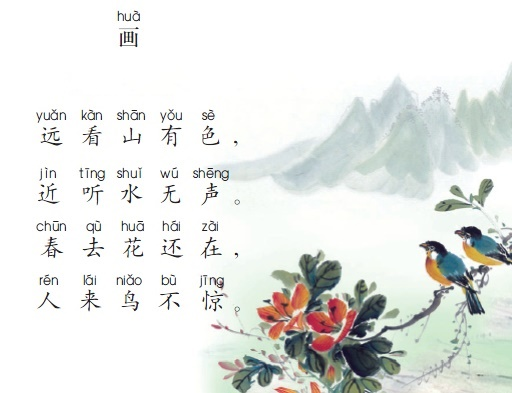 huà
画
yuǎn kàn shān yǒu sè
远看山有色，
jìn tīng shuǐ wú shēng
近听水无声。
chūn qù huā hái zài
春去花还在，
rén lái niǎo bù jīng
人来鸟不惊。